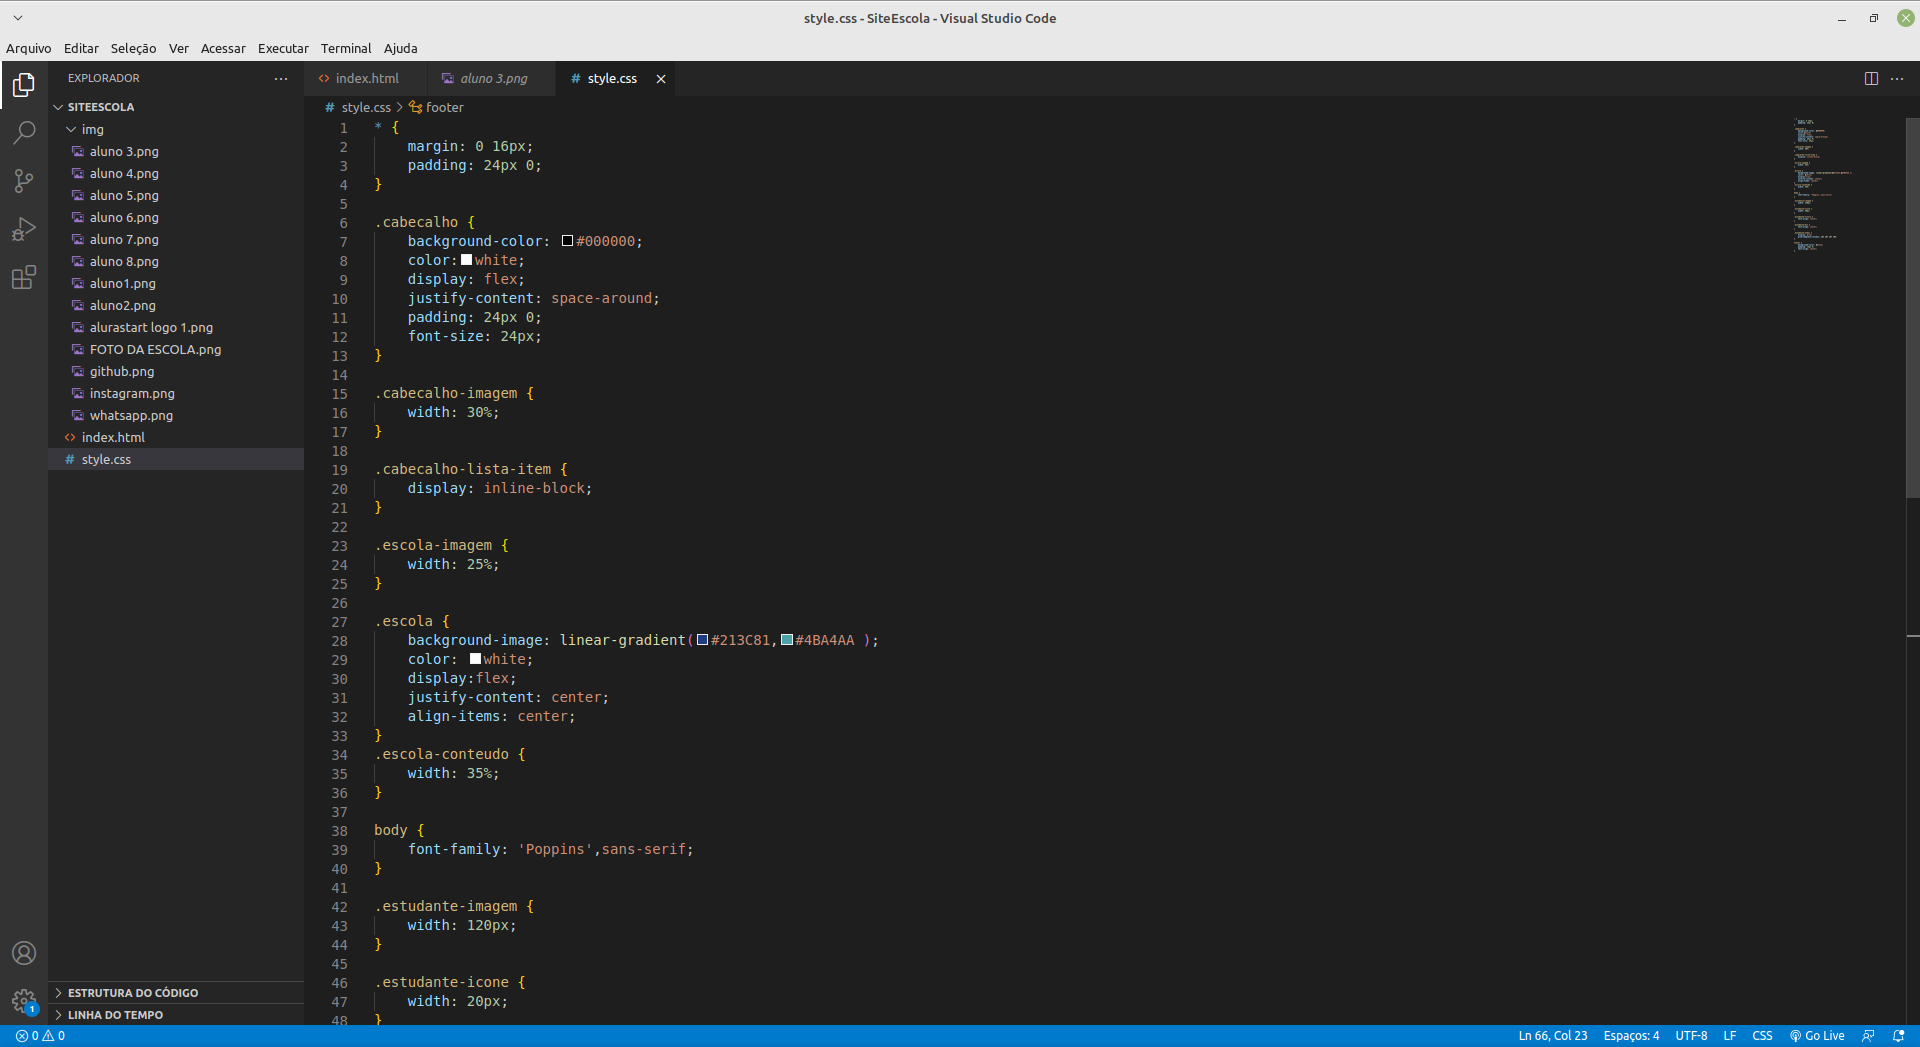 style.css - SiteEscola - Visual Studio Code
Arquivo Editar Seleção Ver Acessar Executar Terminal Ajuda
EXPLORADOR
SITEESCOLA
img
aluno 3.png
aluno 4.png
aluno 5.png
aluno 6.png
aluno 7.png
aluno 8.png
aluno1.png
aluno2.png
alurastart logo 1.png
FOTO DA ESCOLA.png
github.png
instagram.png
whatsapp.png
<> index.html
# style.css
ESTRUTURA DO CÓDIGO
LINHA DO TEMPO
<> index.html aluno 3.png # style.css
# style.css > footer
1 * {
2 margin: 0 16px;
3 padding: 24px 0;
4 }
5
6 .cabecalho {
7 background-color: #000000;
8 color: white;
9 display: flex;
10 justify-content: space-around;
11 padding: 24px 0;
12 font-size: 24px;
13 }
14
15 .cabecalho-imagem {
16 width: 30%;
17 }
18
19 .cabecalho-lista-item {
20 display: inline-block;
21 }
22
23 .escola-imagem {
24 width: 25%;
25 }
26
27 .escola {
28 background-image: linear-gradient(#213C81, #4BA4AA );
29 color: white;
30 display:flex;
31 justify-content: center;
32 align-items: center;
33 }
34 .escola-conteudo {
35 width: 35%;
36 }
37
38 body {
39 font-family: 'Poppins',sans-serif;
40 }
41
42 .estudante-imagem {
43 width: 120px;
44 }
45
46 .estudante-icone {
47 width: 20px;
48 }
1
0 0 Ln 66, Col 23 Espaços: 4 UTF-8 LF CSS Go Live